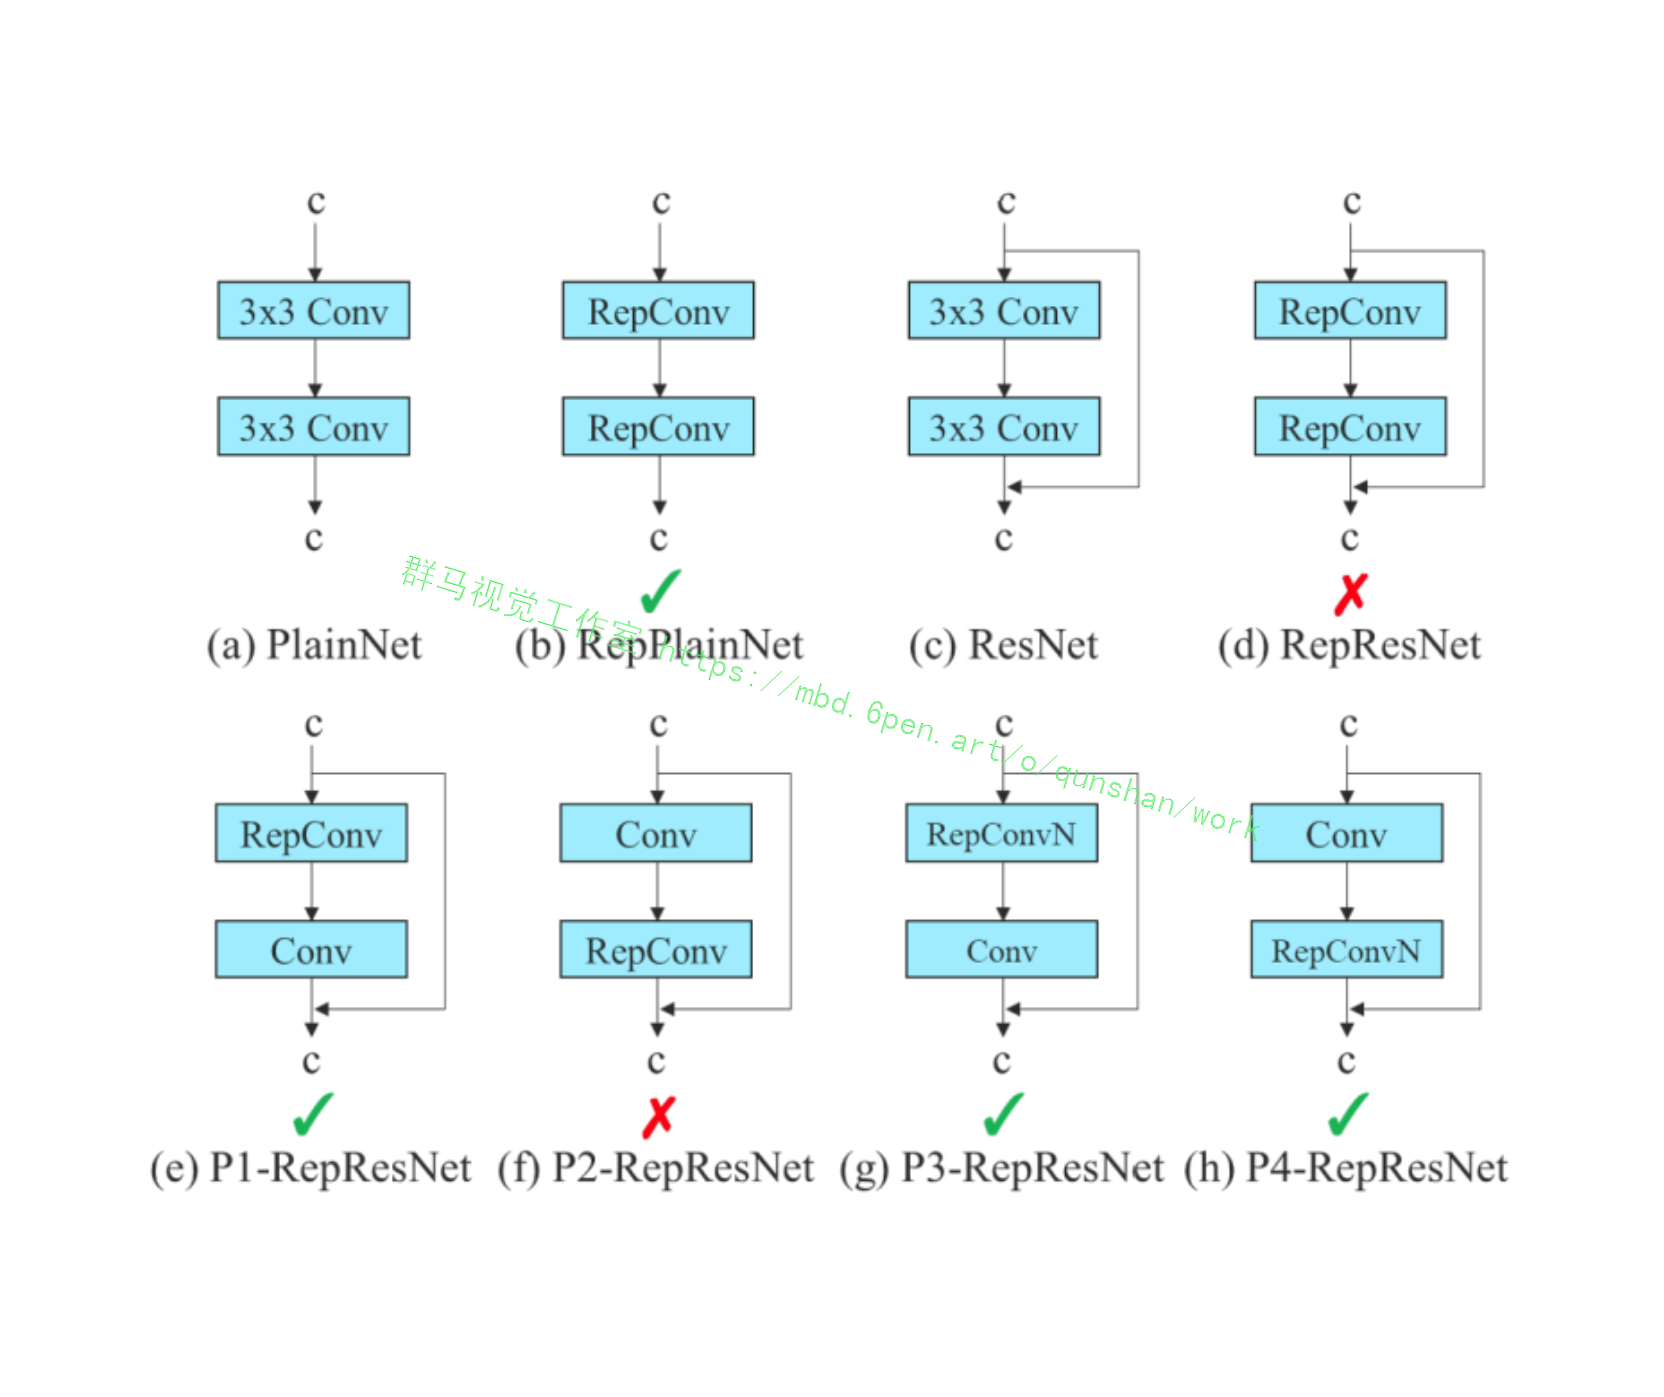 c c c c
3x3 Conv RepConv 3x3 Conv RepConv
3x3 Conv RepConv 3x3 Conv RepConv
c c c c
(a) PlainNet (b) RepPlainNet (c) ResNet (d) RepResNet
群马视觉工作室 https://mbd.6pen.art/o/qunshan/work
c c c c
RepConv Conv RepConvN Conv
Conv RepConv Conv RepConvN
c c c c
(e) P1-RepResNet (f) P2-RepResNet (g) P3-RepResNet (h) P4-RepResNet